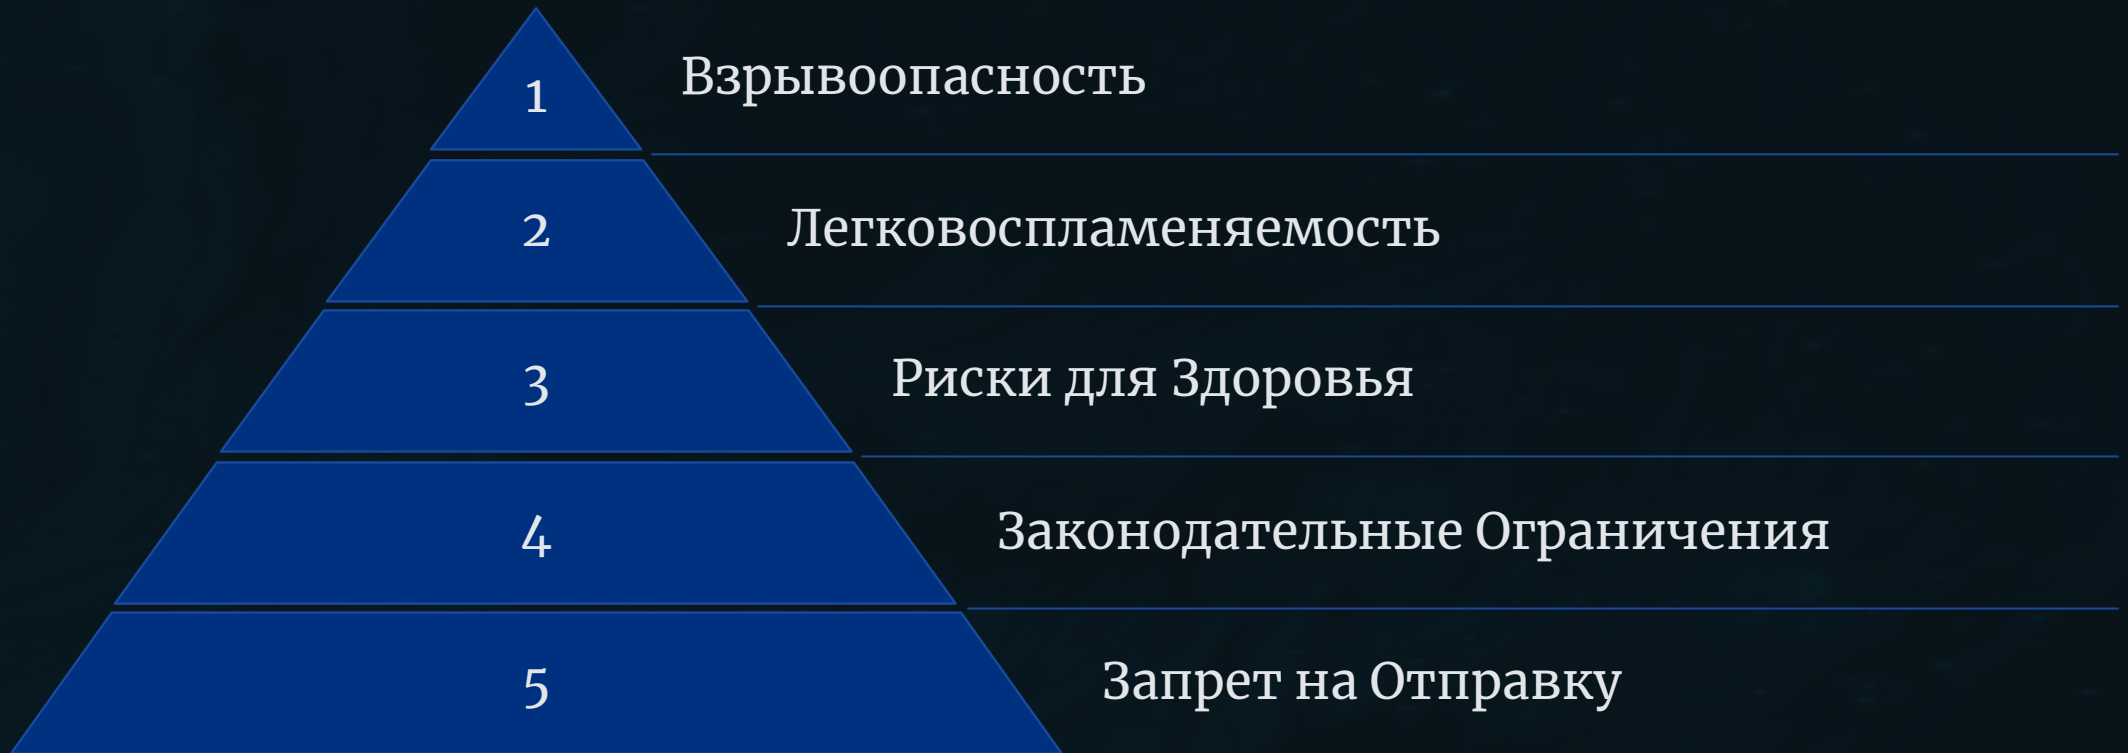 1
Взрывоопасность
2
Легковоспламеняемость
3
Риски для Здоровья
4
Законодательные Ограничения
5
Запрет на Отправку